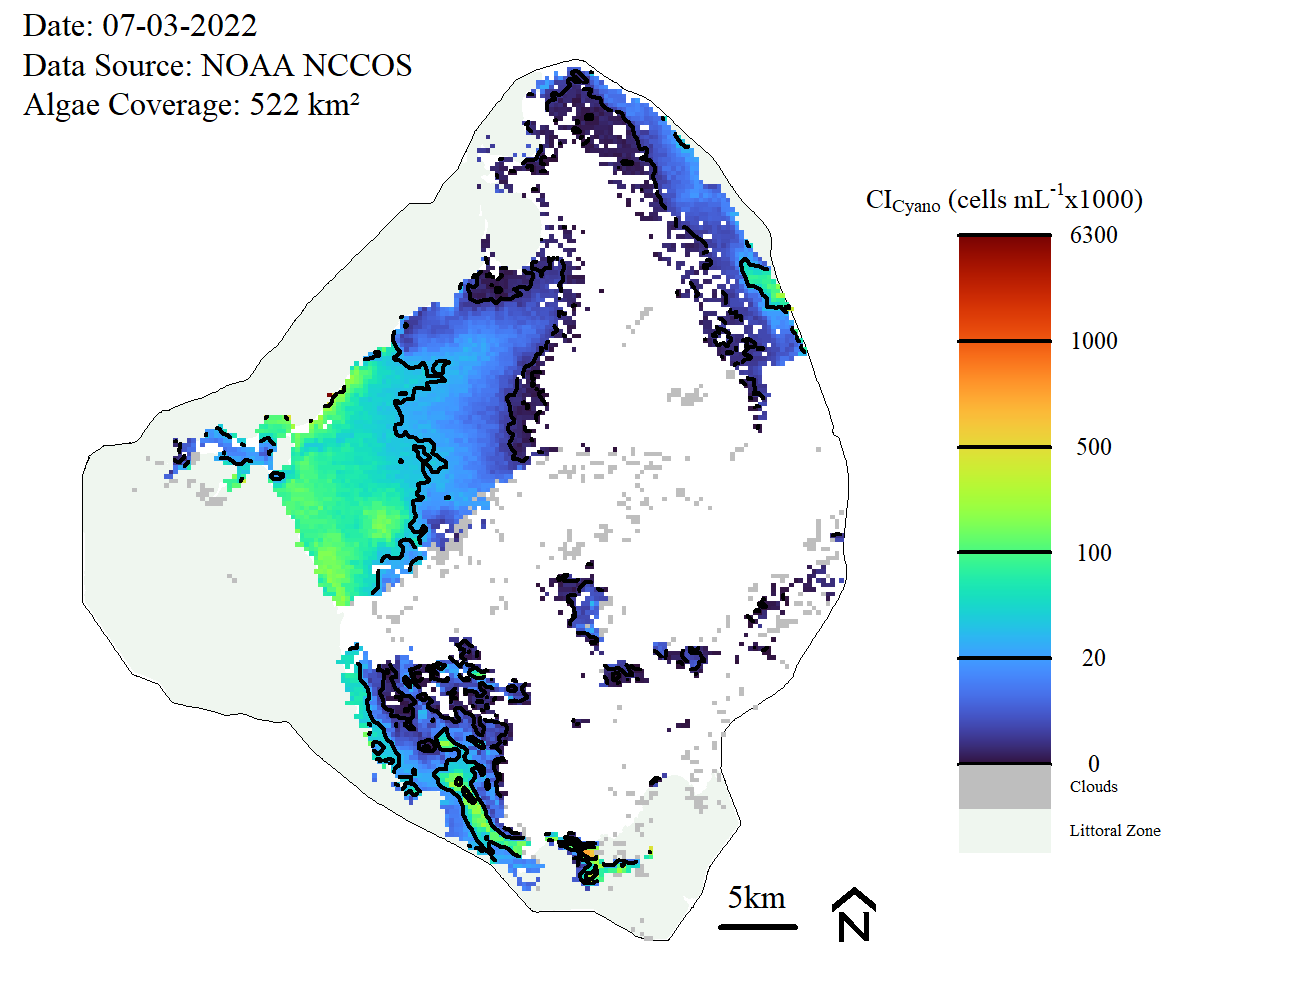 Date: 07-03-2022
Data Source: NOAA NCCOS
Algae Coverage: 522 km²
CICyano (cells mL-1x1000)
6300
1000
500
100
20
0
Clouds
Littoral Zone
5km
N